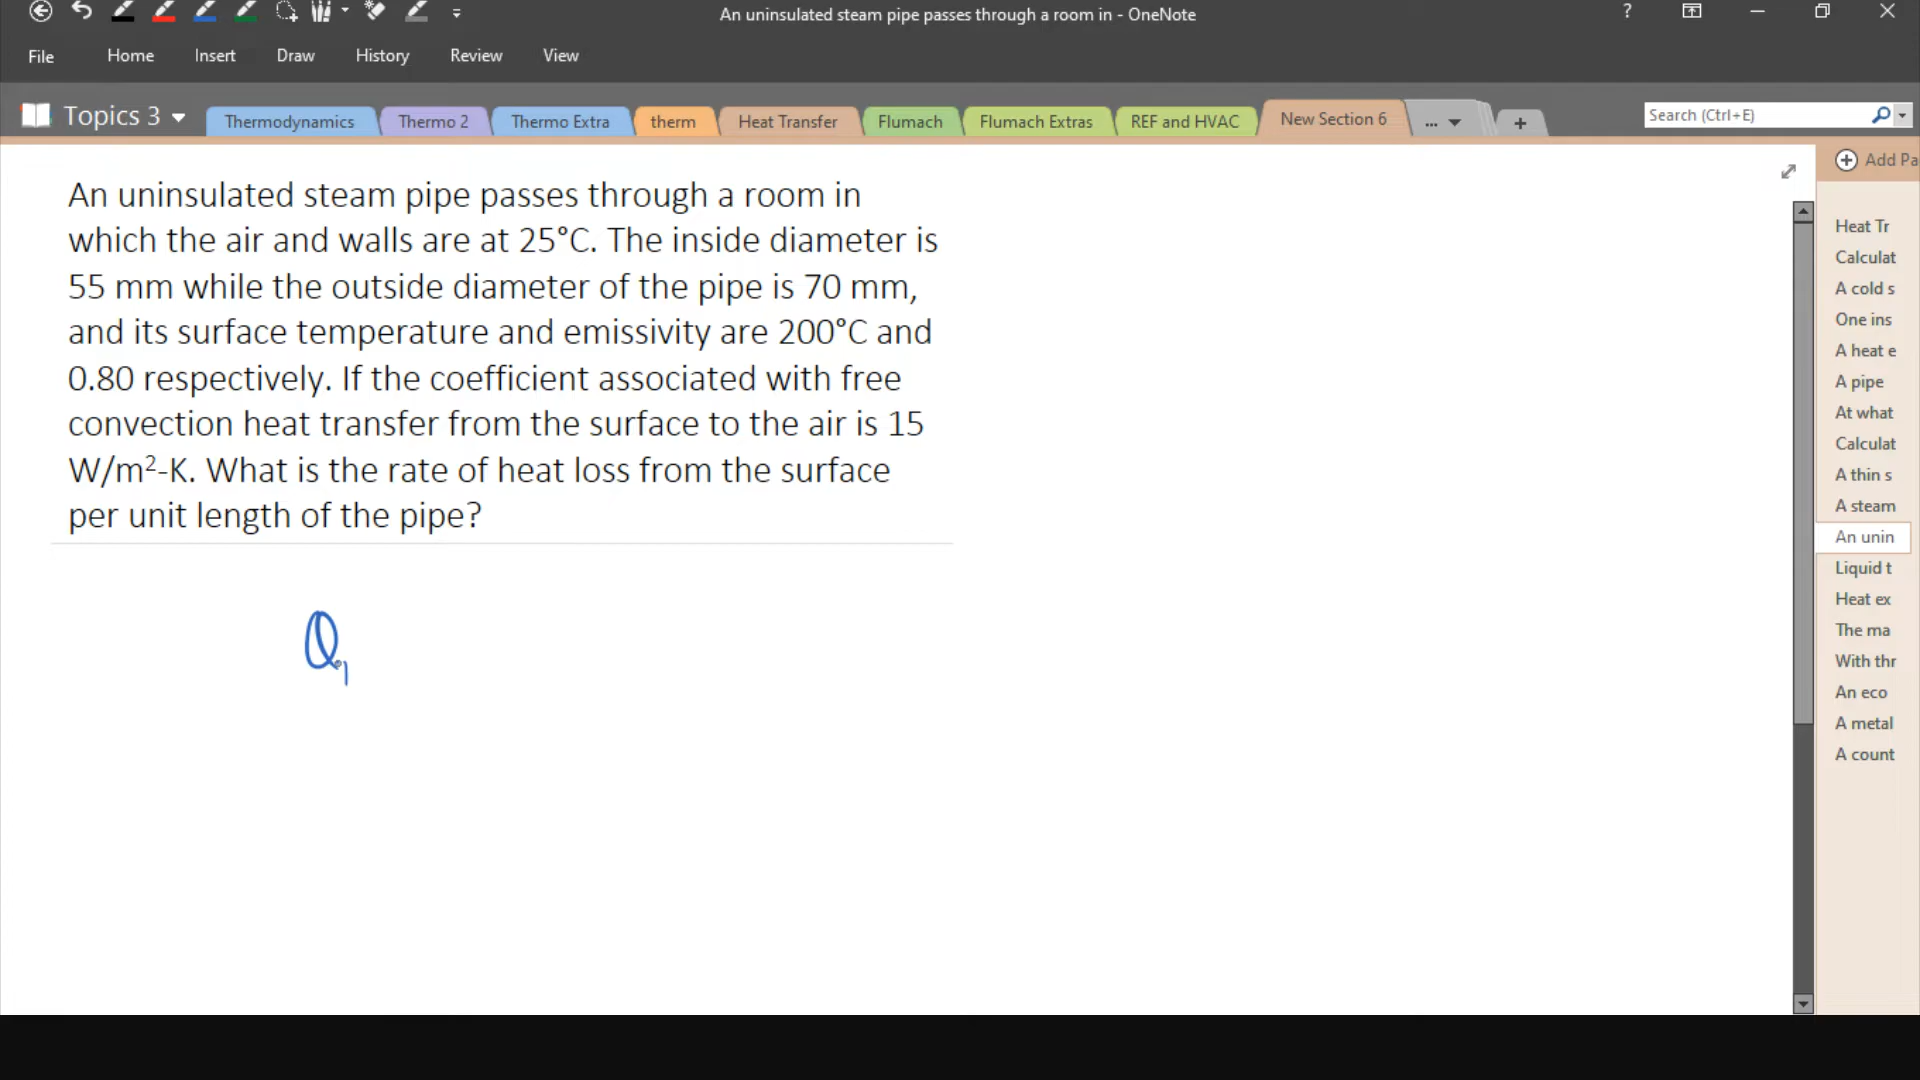 An uninsulated steam pipe passes through a room in - OneNote
?
File Home Insert Draw History Review View
Topics 3
Thermodynamics Thermo 2 Thermo Extra therm Heat Transfer Flumach Flumach Extras REF and HVAC New Section 6 ... +
Search (Ctrl+E)
Add Pa
An uninsulated steam pipe passes through a room in
which the air and walls are at 25°C. The inside diameter is
55 mm while the outside diameter of the pipe is 70 mm,
and its surface temperature and emissivity are 200°C and
0.80 respectively. If the coefficient associated with free
convection heat transfer from the surface to the air is 15
W/m²-K. What is the rate of heat loss from the surface
per unit length of the pipe?
Q
Heat Tr
Calculat
A cold s
One ins
A heat e
A pipe
At what
Calculat
A thin s
A steam
An unin
Liquid t
Heat ex
The ma
With thr
An eco
A metal
A count